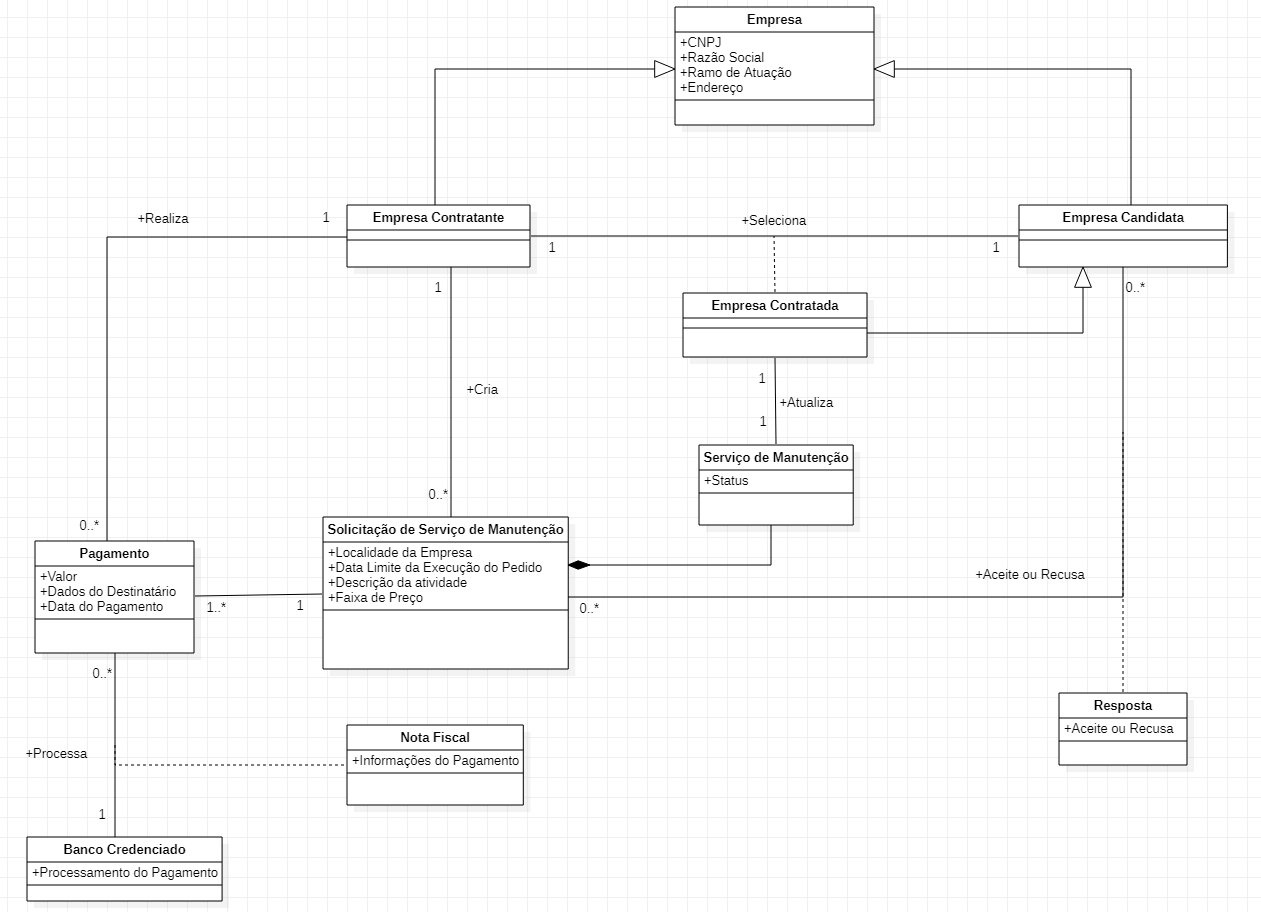 Empresa
+CNPJ
+Razão Social
+Ramo de Atuação
+Endereço
+Realiza
1
Empresa Contratante
1
+Seleciona
1
Empresa Candidata
1
0..*
Empresa Contratada
1
+Atualiza
1
+Cria
Serviço de Manutenção
+Status
0..*
0..*
Solicitação de Serviço de Manutenção
+Localidade da Empresa
+Data Limite da Execução do Pedido
+Descrição da atividade
+Faixa de Preço
Pagamento
+Valor
+Dados do Destinatário
+Data do Pagamento
1..*
1
0..*
+Aceite ou Recusa
0..*
Resposta
+Aceite ou Recusa
+Processa
Nota Fiscal
+Informações do Pagamento
1
Banco Credenciado
+Processamento do Pagamento